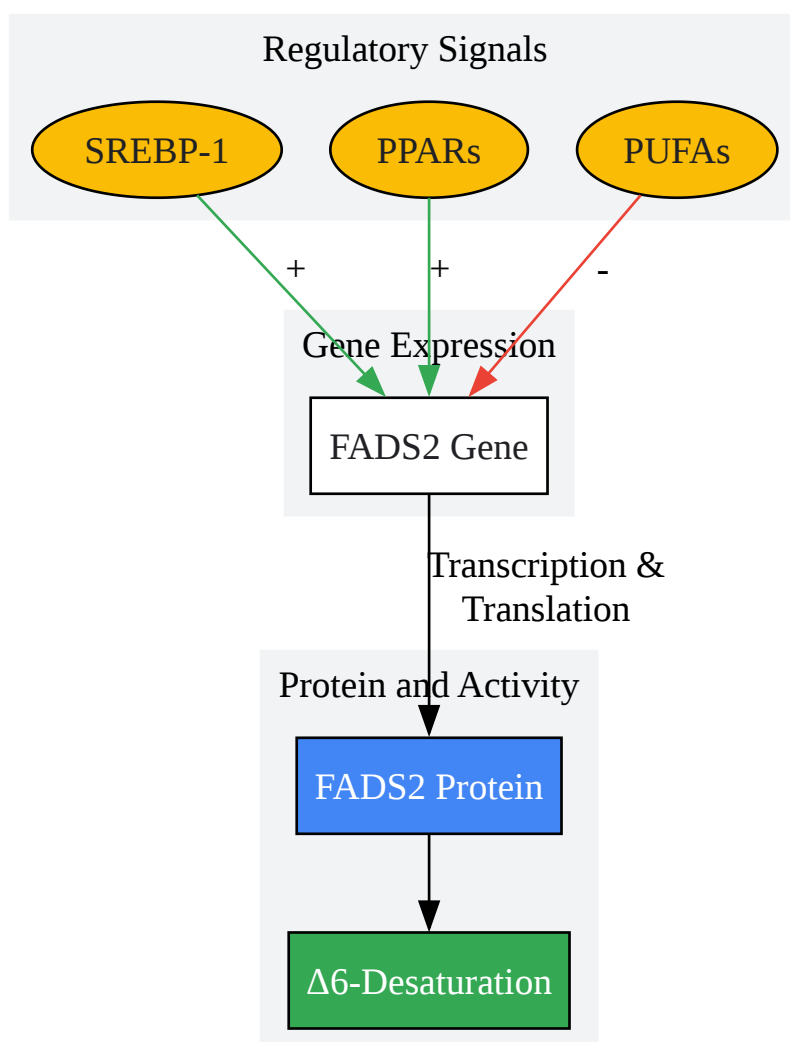 Regulatory Signals
SREBP-1
PPARs
PUFAs
+
+
-
Gene Expression
FADS2 Gene
Transcription &
Translation
Protein and Activity
FADS2 Protein
Δ6-Desaturation